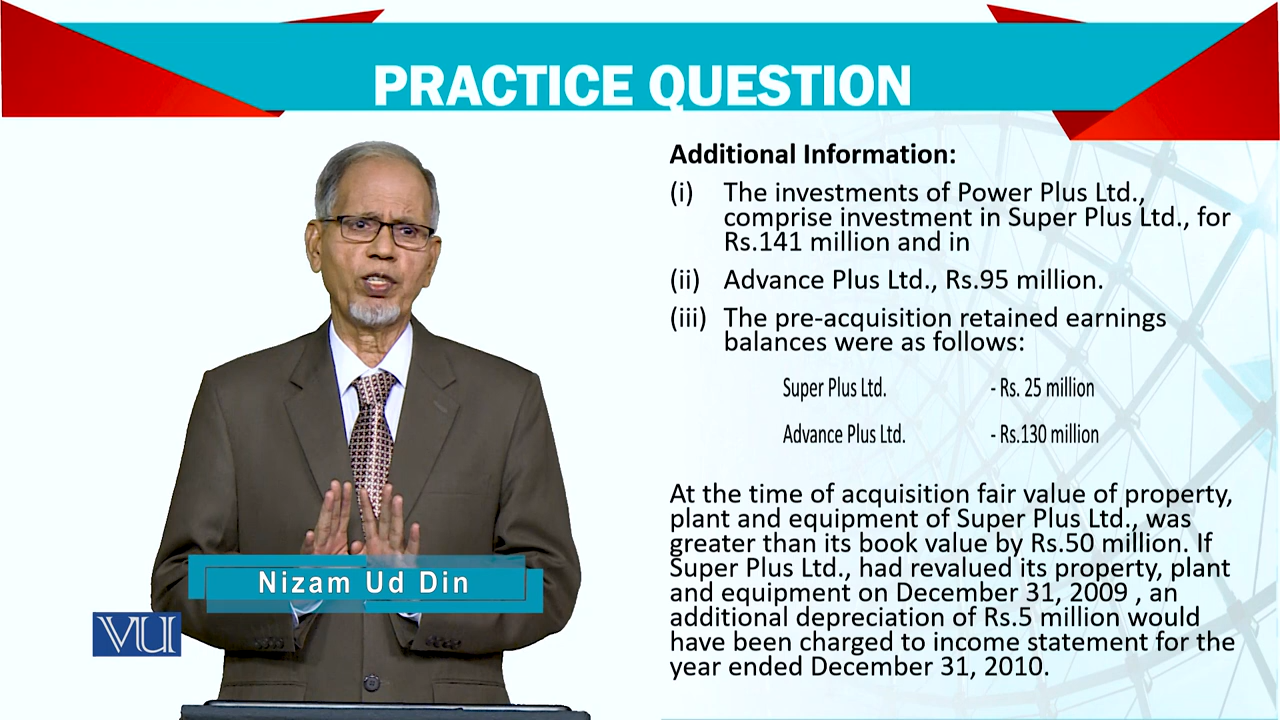 PRACTICE QUESTION
Additional Information:
(i) The investments of Power Plus Ltd.,
comprise investment in Super Plus Ltd., for
Rs.141 million and in
(ii) Advance Plus Ltd., Rs.95 million.
(iii) The pre-acquisition retained earnings
balances were as follows:
Super Plus Ltd. - Rs. 25 million
Advance Plus Ltd. - Rs.130 million
At the time of acquisition fair value of property,
plant and equipment of Super Plus Ltd., was
greater than its book value by Rs.50 million. If
Super Plus Ltd., had revalued its property, plant
and equipment on December 31, 2009 , an
additional depreciation of Rs.5 million would
have been charged to income statement for the
year ended December 31, 2010.
Nizam Ud Din
VU